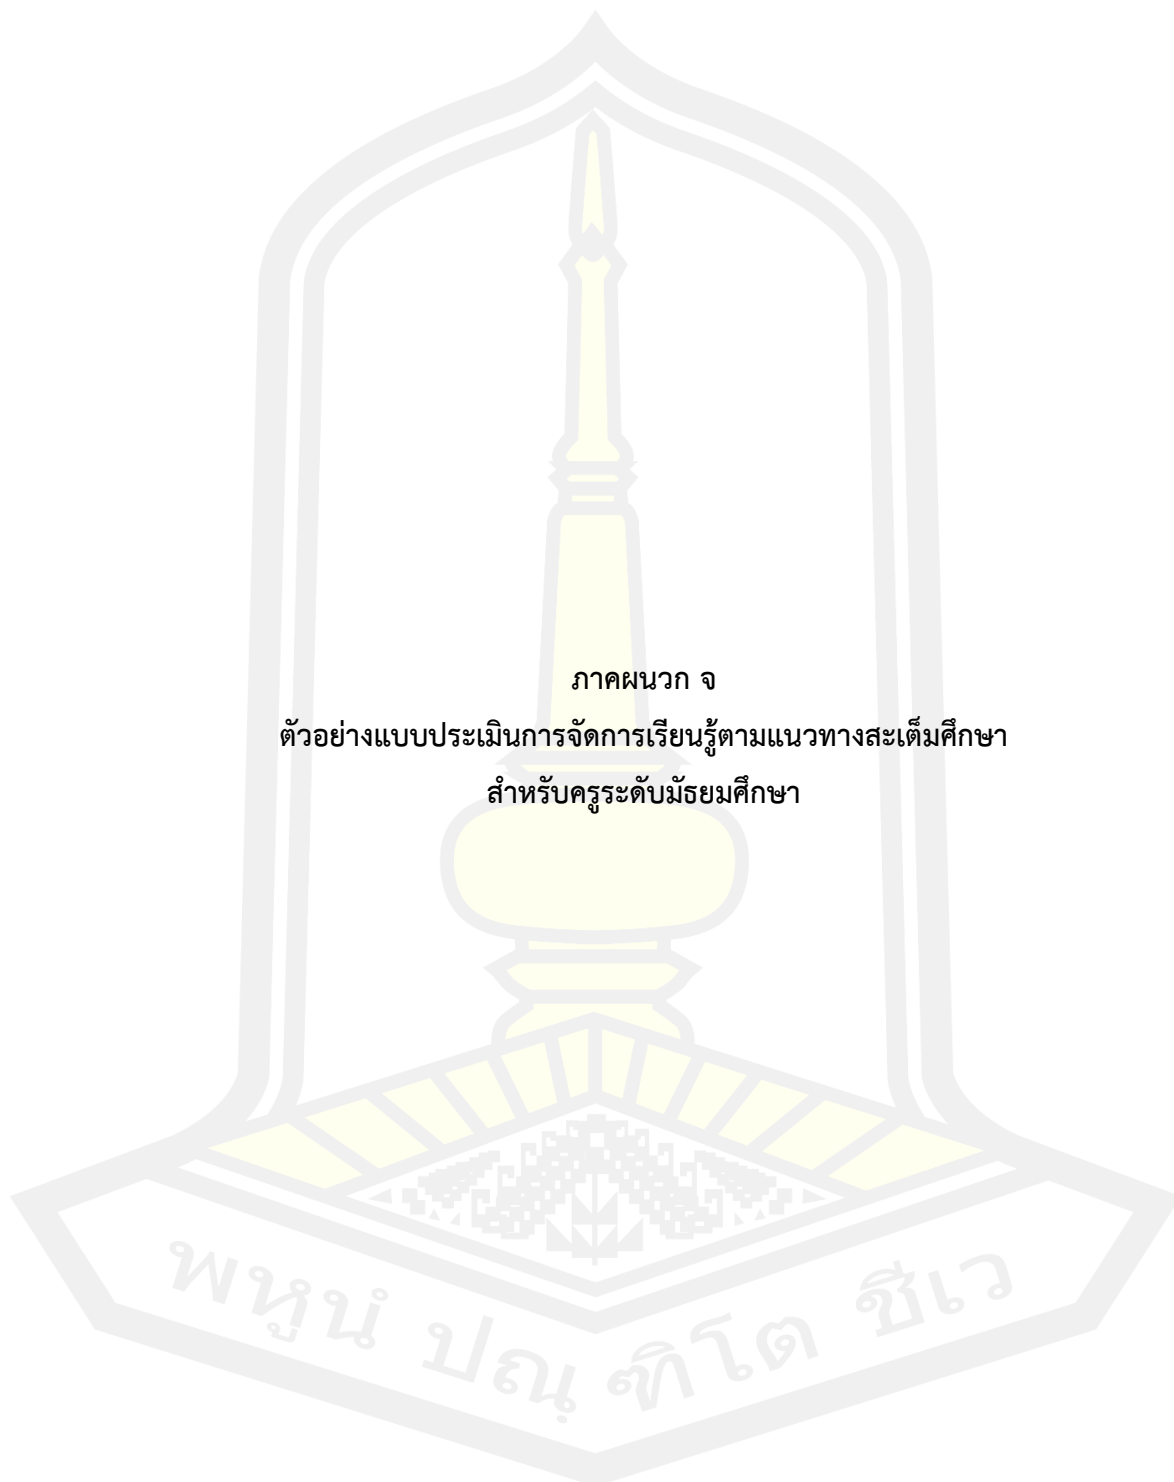 ภาคผนวก จ
ตัวอย่างแบบประเมินการจัดการเรียนรู้ตามแนวทางสะเต็มศึกษา
สำหรับครูระดับมัธยมศึกษา
พหูนํ ปณฺฑิโต ชีเว